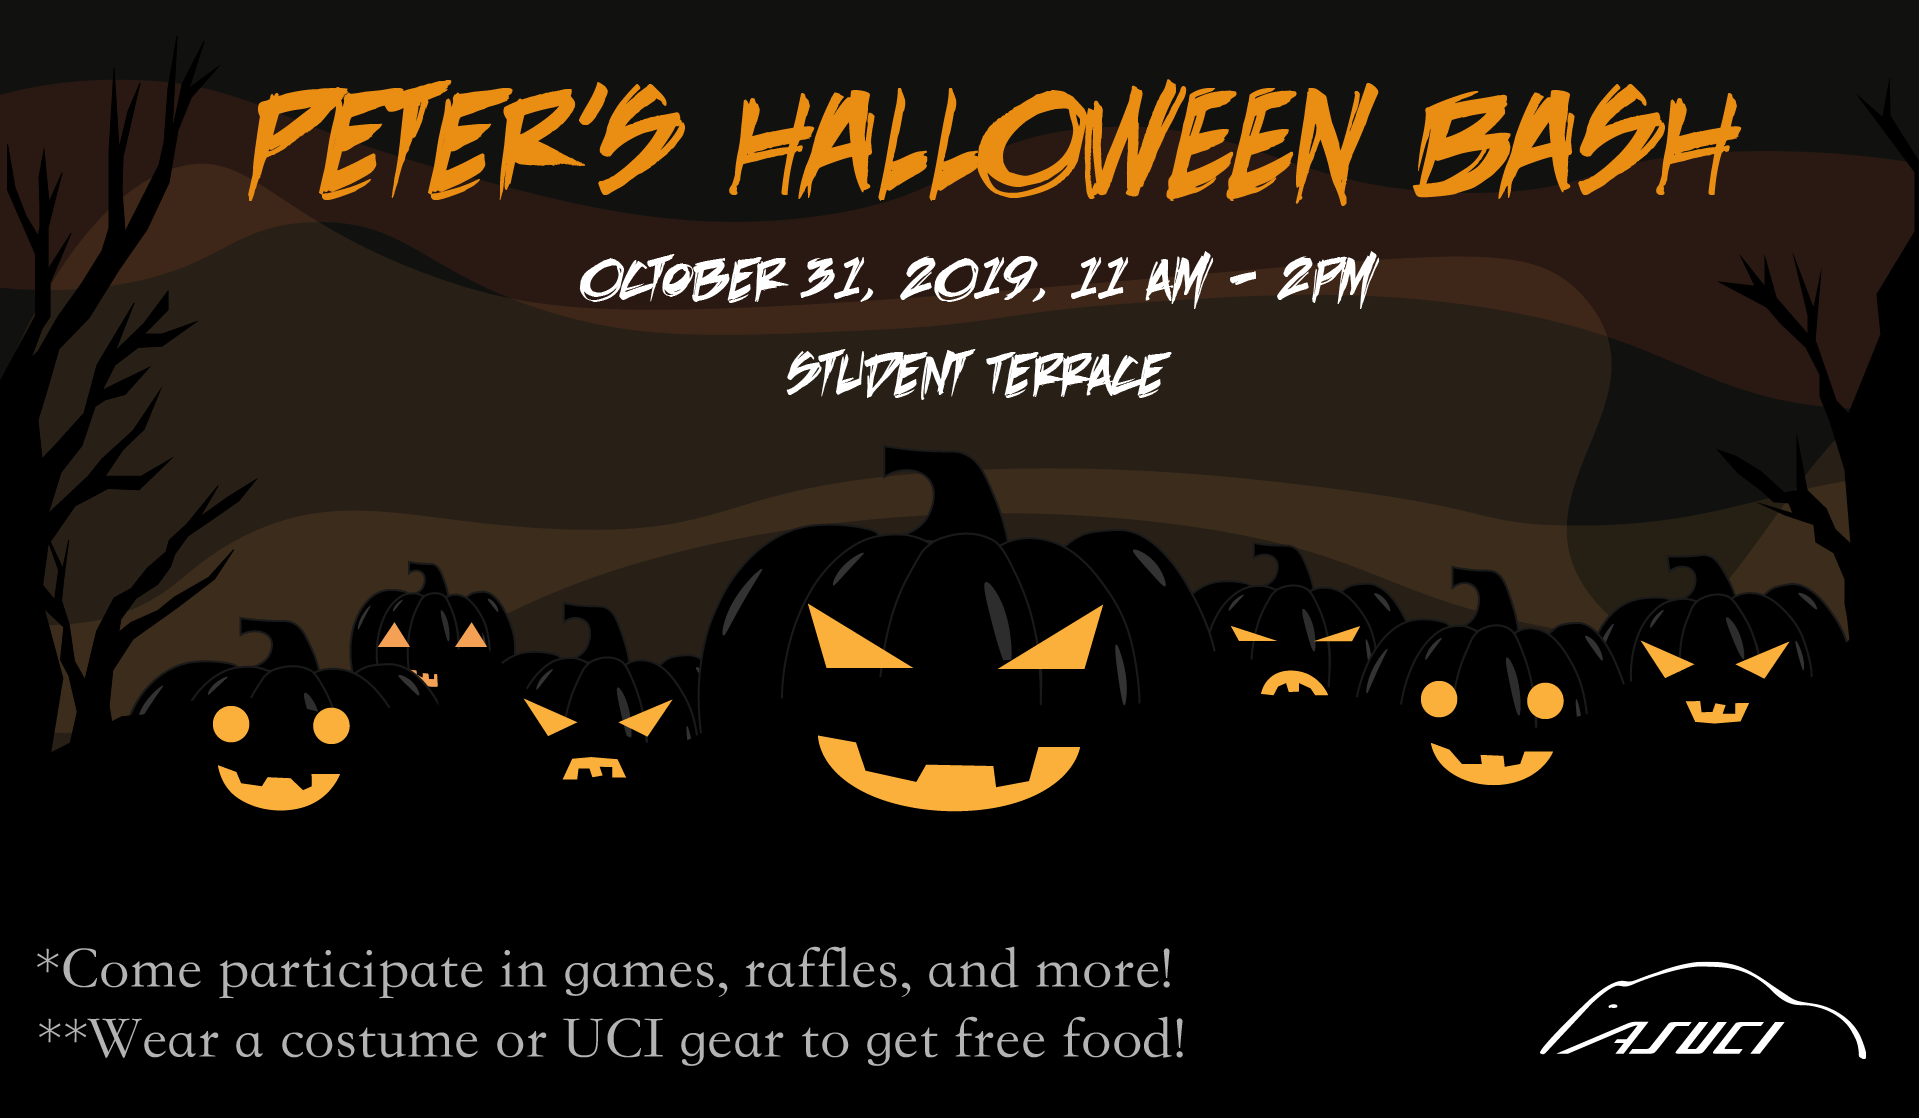 PETER'S HALLOWEEN BASH
OCTOBER 31, 2019, 11 AM - 2PM
STUDENT TERRACE
*Come participate in games, raffles, and more!
**Wear a costume or UCI gear to get free food!
ASUCI